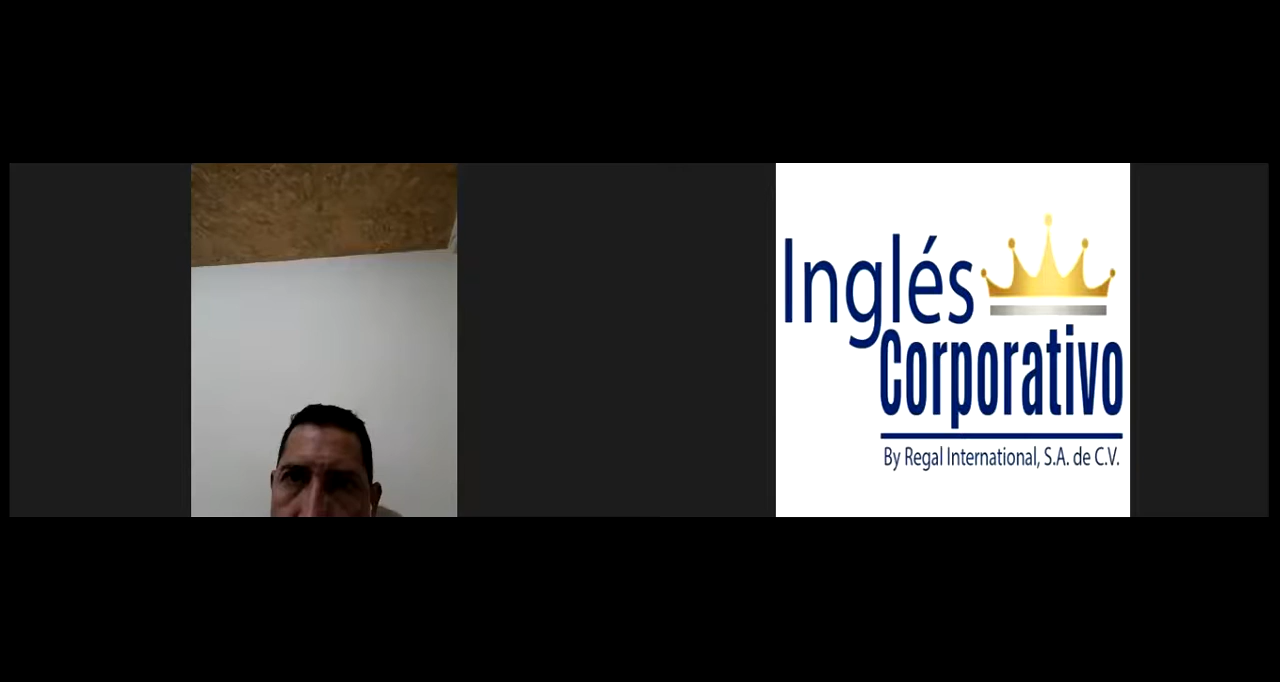 Inglés
Corporativo
By Regal International, S.A. de C.V.